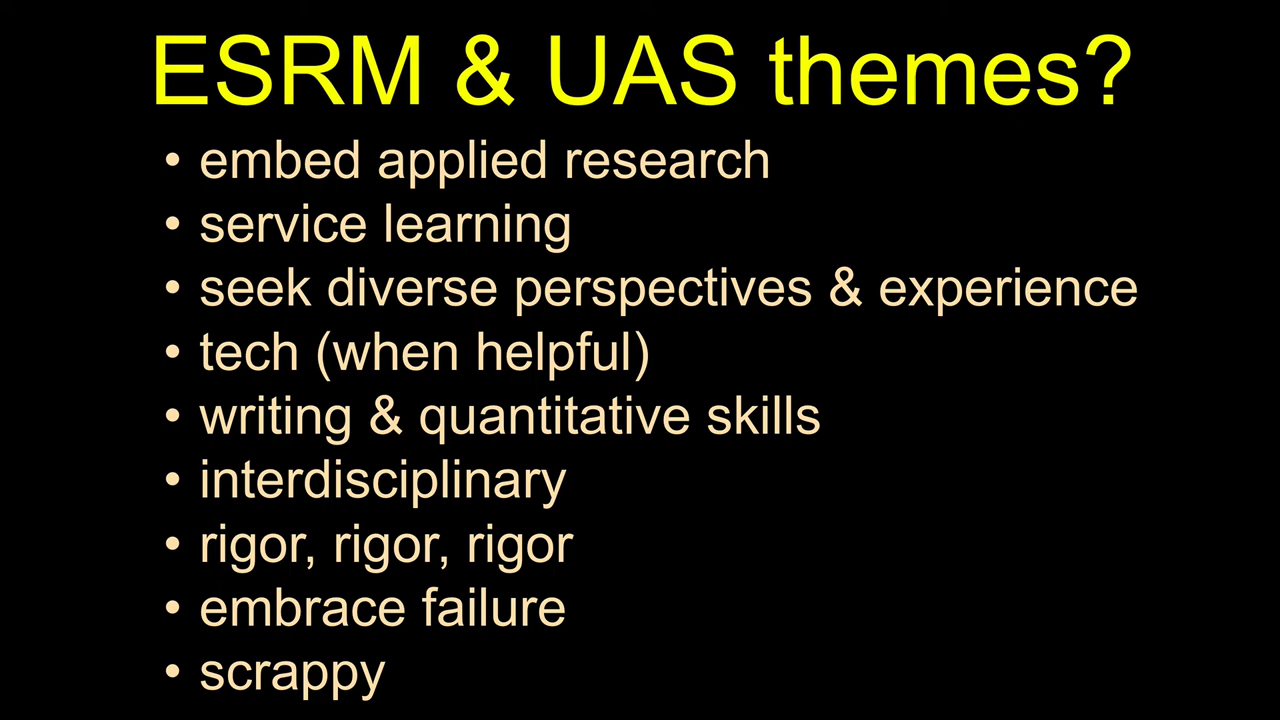 ESRM & UAS themes?
• embed applied research
• service learning
• seek diverse perspectives & experience
• tech (when helpful)
• writing & quantitative skills
• interdisciplinary
• rigor, rigor, rigor
• embrace failure
• scrappy